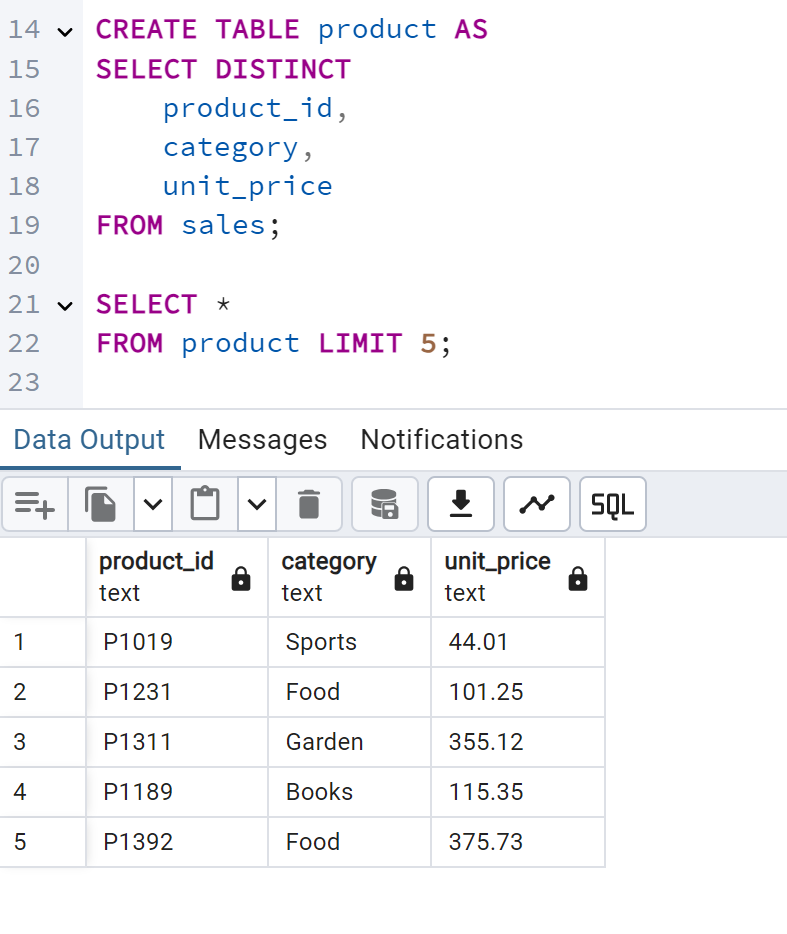 14 CREATE TABLE product AS
15 SELECT DISTINCT
16 product_id,
17 category,
18 unit_price
19 FROM sales;
20
21 SELECT *
22 FROM product LIMIT 5;
23
Data Output Messages Notifications
SQL
product_id category unit_price
text text text
1 P1019 Sports 44.01
2 P1231 Food 101.25
3 P1311 Garden 355.12
4 P1189 Books 115.35
5 P1392 Food 375.73